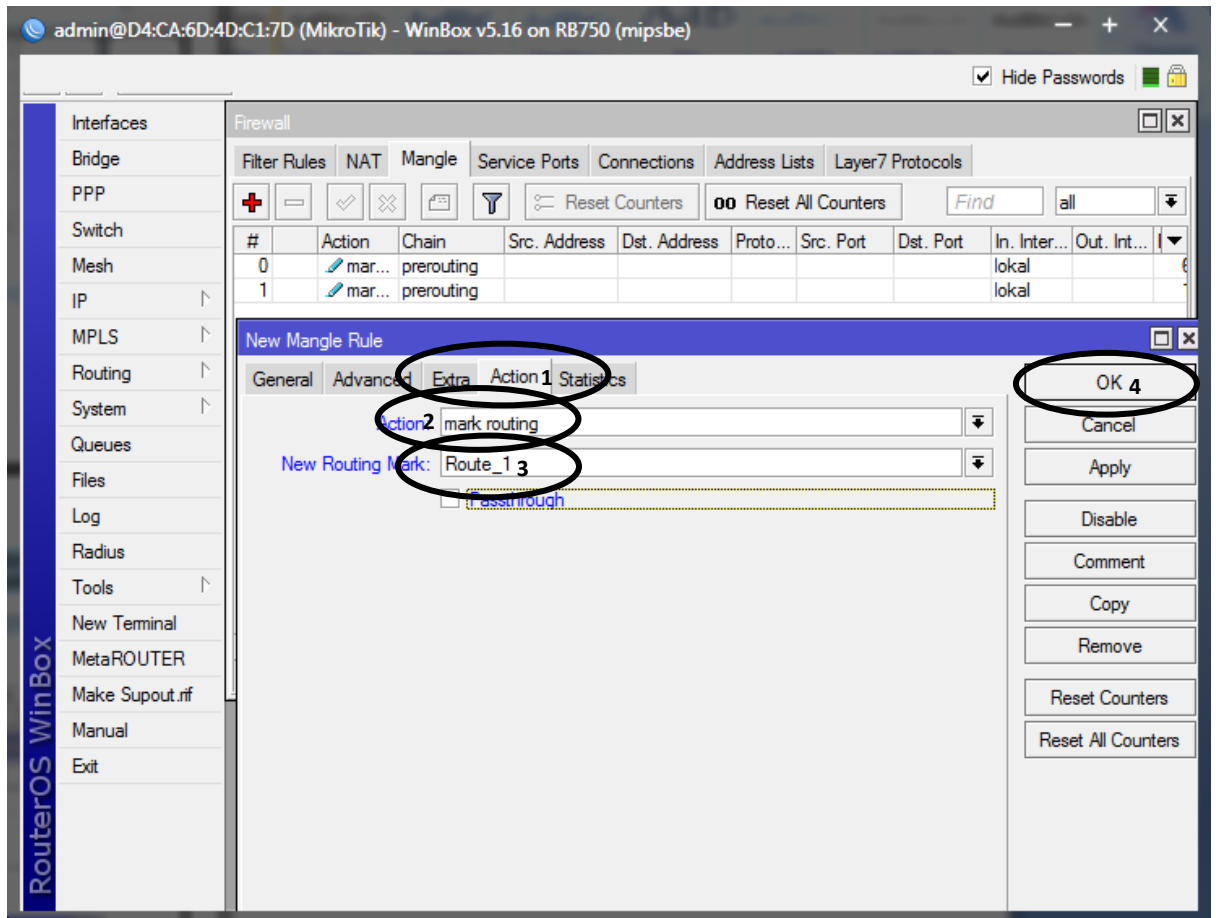 admin@D4:CA:6D:4D:C1:7D (MikroTik) - WinBox v5.16 on RB750 (mipsbe)
Hide Passwords
Interfaces
Bridge
PPP
Switch
Mesh
IP
MPLS
Routing
System
Queues
Files
Log
Radius
Tools
New Terminal
MetaROUTER
Make Supout.rif
Manual
Exit
RouterOS WinBox
Firewall
Filter Rules NAT Mangle Service Ports Connections Address Lists Layer7 Protocols
Reset Counters 00 Reset All Counters Find all
# Action Chain Src. Address Dst. Address Proto... Src. Port Dst. Port In. Inter... Out. Int...
0 mar... prerouting lokal
1 mar... prerouting lokal
New Mangle Rule
General Advanced Extra Action 1 Statistics
Action 2 mark routing
New Routing Mark: Route_1 3
Passthrough
OK 4
Cancel
Apply
Disable
Comment
Copy
Remove
Reset Counters
Reset All Counters